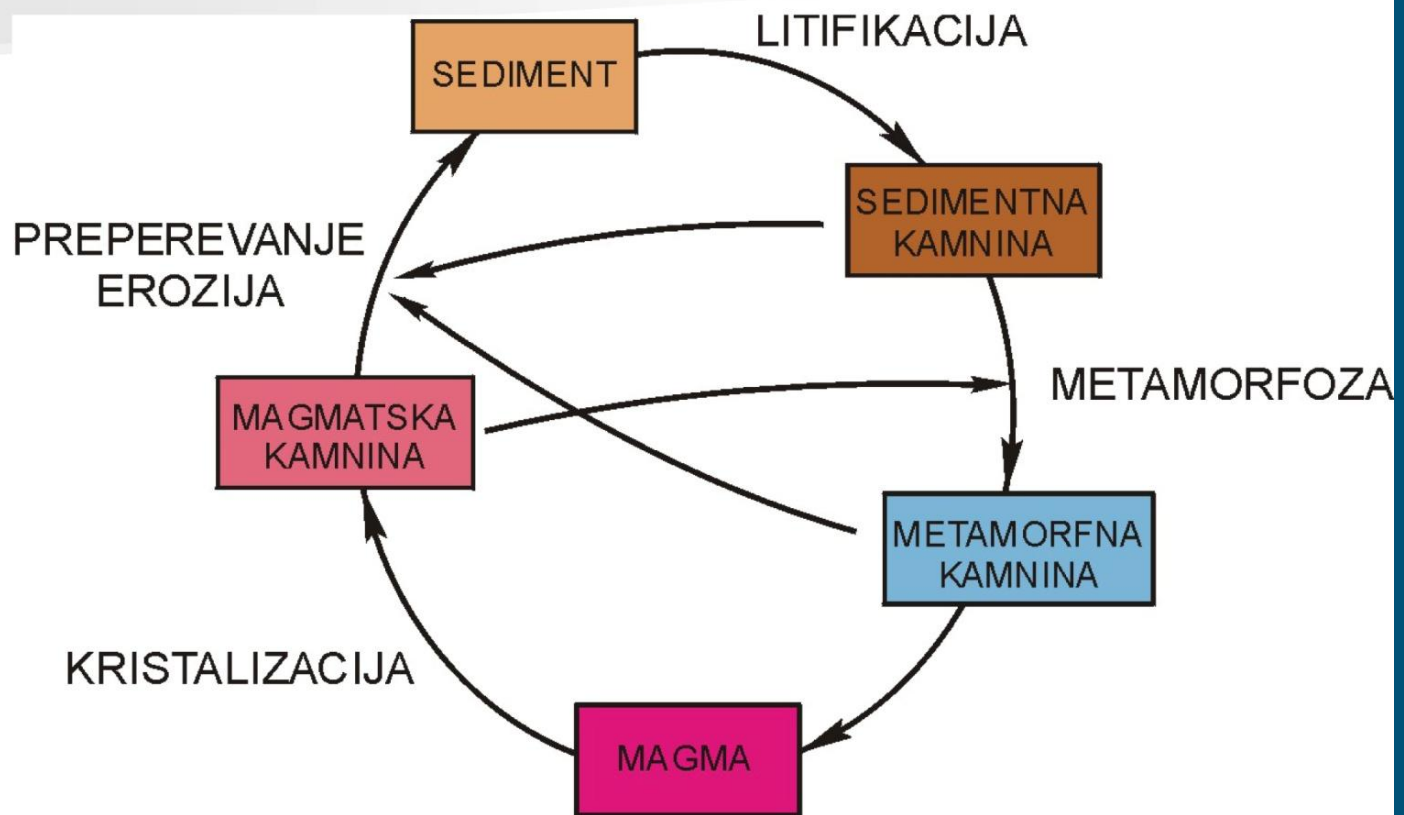 LITIFIKACIJA
SEDIMENT
SEDIMENTNA
KAMNINA
PREPEREVANJE
EROZIJA
METAMORFOZA
MAGMATSKA
KAMNINA
METAMORFNA
KAMNINA
KRISTALIZACIJA
MAGMA